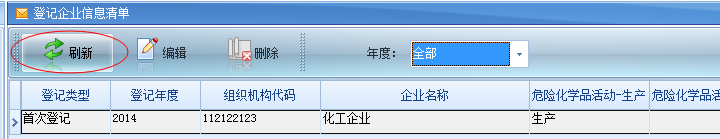 登记企业信息清单
刷新 编辑 删除 年度： 全部
登记类型 登记年度 组织机构代码 企业名称 危险化学品活动-生产 危险化学品活动
首次登记 2014 112122123 化工企业 生产